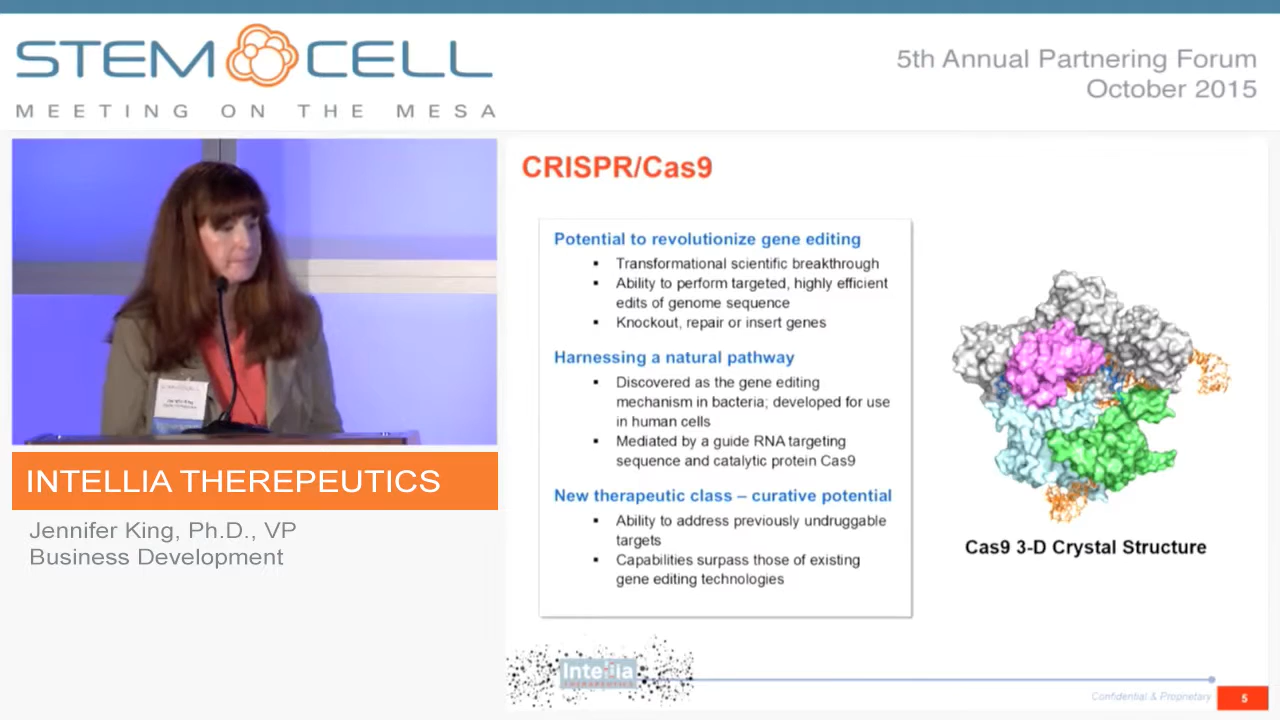 STEM CELL
MEETING ON THE MESA
5th Annual Partnering Forum
October 2015
CRISPR/Cas9
Potential to revolutionize gene editing
▪ Transformational scientific breakthrough
▪ Ability to perform targeted, highly efficient
edits of genome sequence
▪ Knockout, repair or insert genes
Harnessing a natural pathway
▪ Discovered as the gene editing
mechanism in bacteria; developed for use
in human cells
▪ Mediated by a guide RNA targeting
sequence and catalytic protein Cas9
New therapeutic class – curative potential
▪ Ability to address previously undruggable
targets
▪ Capabilities surpass those of existing
gene editing technologies
Cas9 3-D Crystal Structure
INTELLIA THEREPEUTICS
Jennifer King, Ph.D., VP
Business Development
Intellia
THERAPEUTICS
Confidential & Proprietary
5